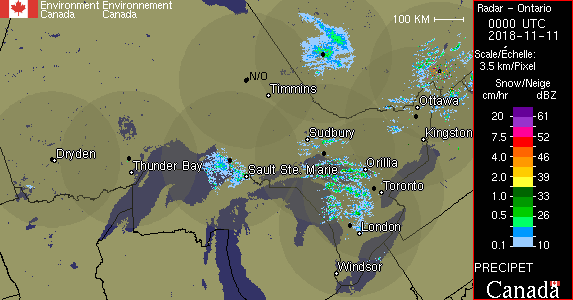 Environment Environnement
Canada Canada
100 KM
N/O
Timmins
Ottawa
Sudbury
Kingston
Dryden
Thunder Bay
Sault Ste. Marie
Orillia
Toronto
London
Windsor
Radar - Ontario
0000 UTC
2018-11-11
Scale/Échelle:
3.5 km/Pixel
Snow/Neige
cm/hr dBZ
20 61
7.5 52
4.0 46
2.0 39
1.0 33
0.5 26
0.1 10
PRECIPET
Canada